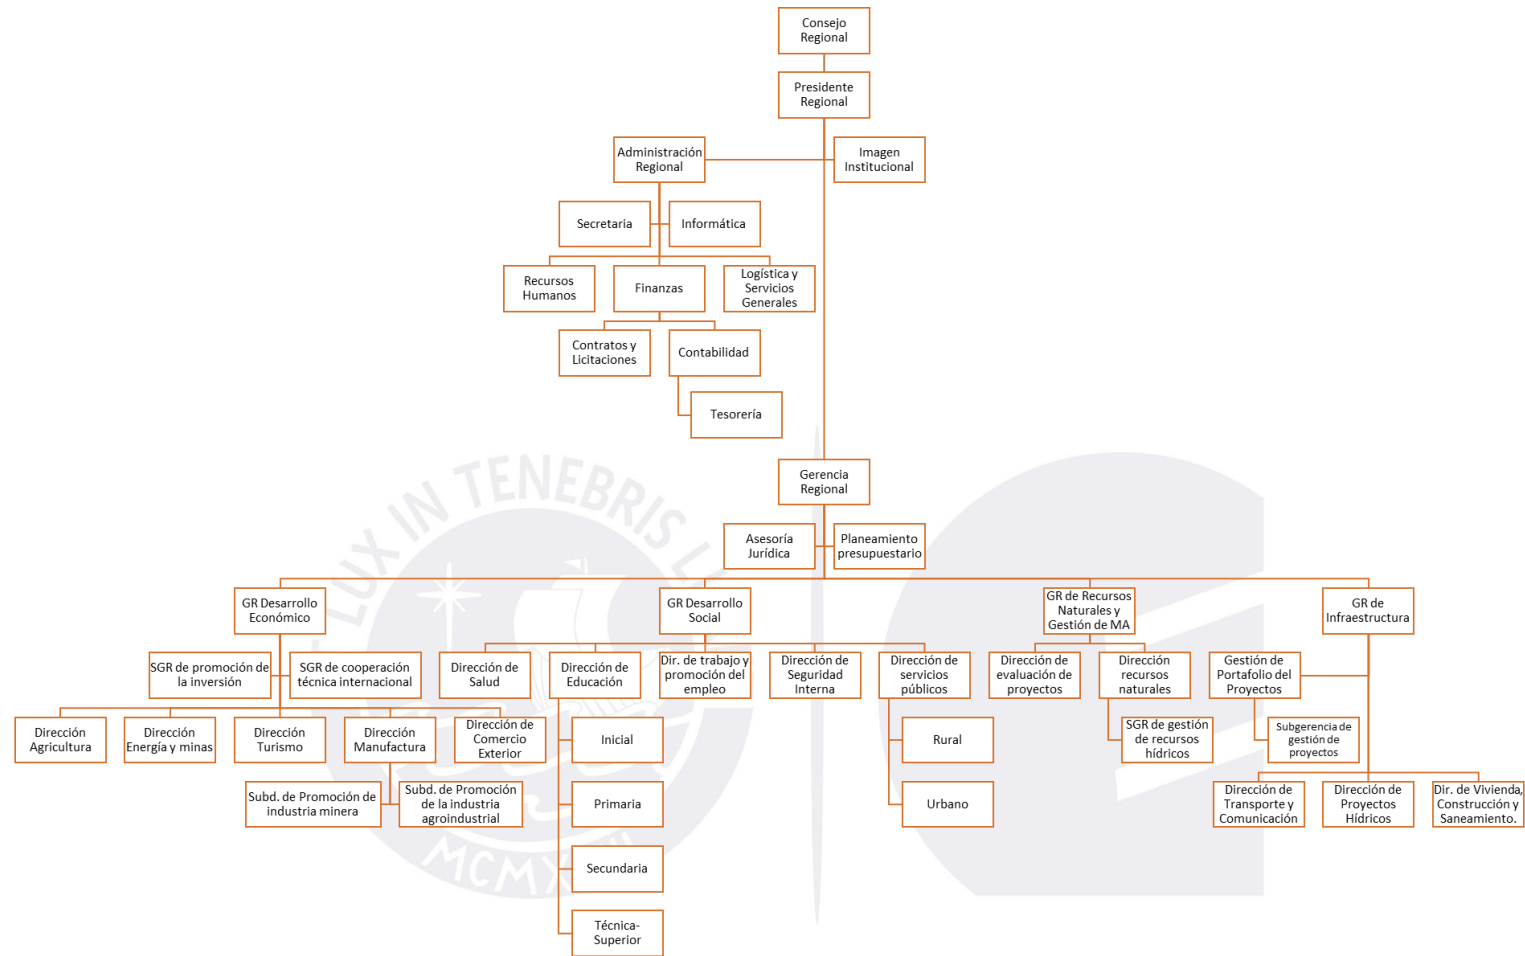 Consejo
Regional
Presidente
Regional
Administración
Regional
Imagen
Institucional
Secretaria
Informática
Recursos
Humanos
Finanzas
Logística y
Servicios
Generales
Contratos y
Licitaciones
Contabilidad
Tesorería
Gerencia
Regional
Asesoría
Jurídica
Planeamiento
presupuestario
GR Desarrollo
Económico
GR Desarrollo
Social
GR de Recursos
Naturales y
Gestión de MA
GR de
Infraestructura
SGR de promoción de
la inversión
SGR de cooperación
técnica internacional
Dirección de
Salud
Dirección de
Educación
Dir. de trabajo y
promoción del
empleo
Dirección de
Seguridad
Interna
Dirección de
servicios
públicos
Dirección de
evaluación de
proyectos
Dirección
recursos
naturales
Gestión de
Portafolio del
Proyectos
Dirección
Agricultura
Dirección
Energía y minas
Dirección
Turismo
Dirección
Manufactura
Dirección de
Comercio
Exterior
Inicial
Rural
SGR de gestión
de recursos
hídricos
Subgerencia de
gestión de
proyectos
Subd. de Promoción de
industria minera
Subd. de Promoción
de la industria
agroindustrial
Primaria
Urbano
Dirección de
Transporte y
Comunicación
Dirección de
Proyectos
Hídricos
Dir. de Vivienda,
Construcción y
Saneamiento.
Secundaria
Técnica-
Superior
LUX IN TENEBRIS